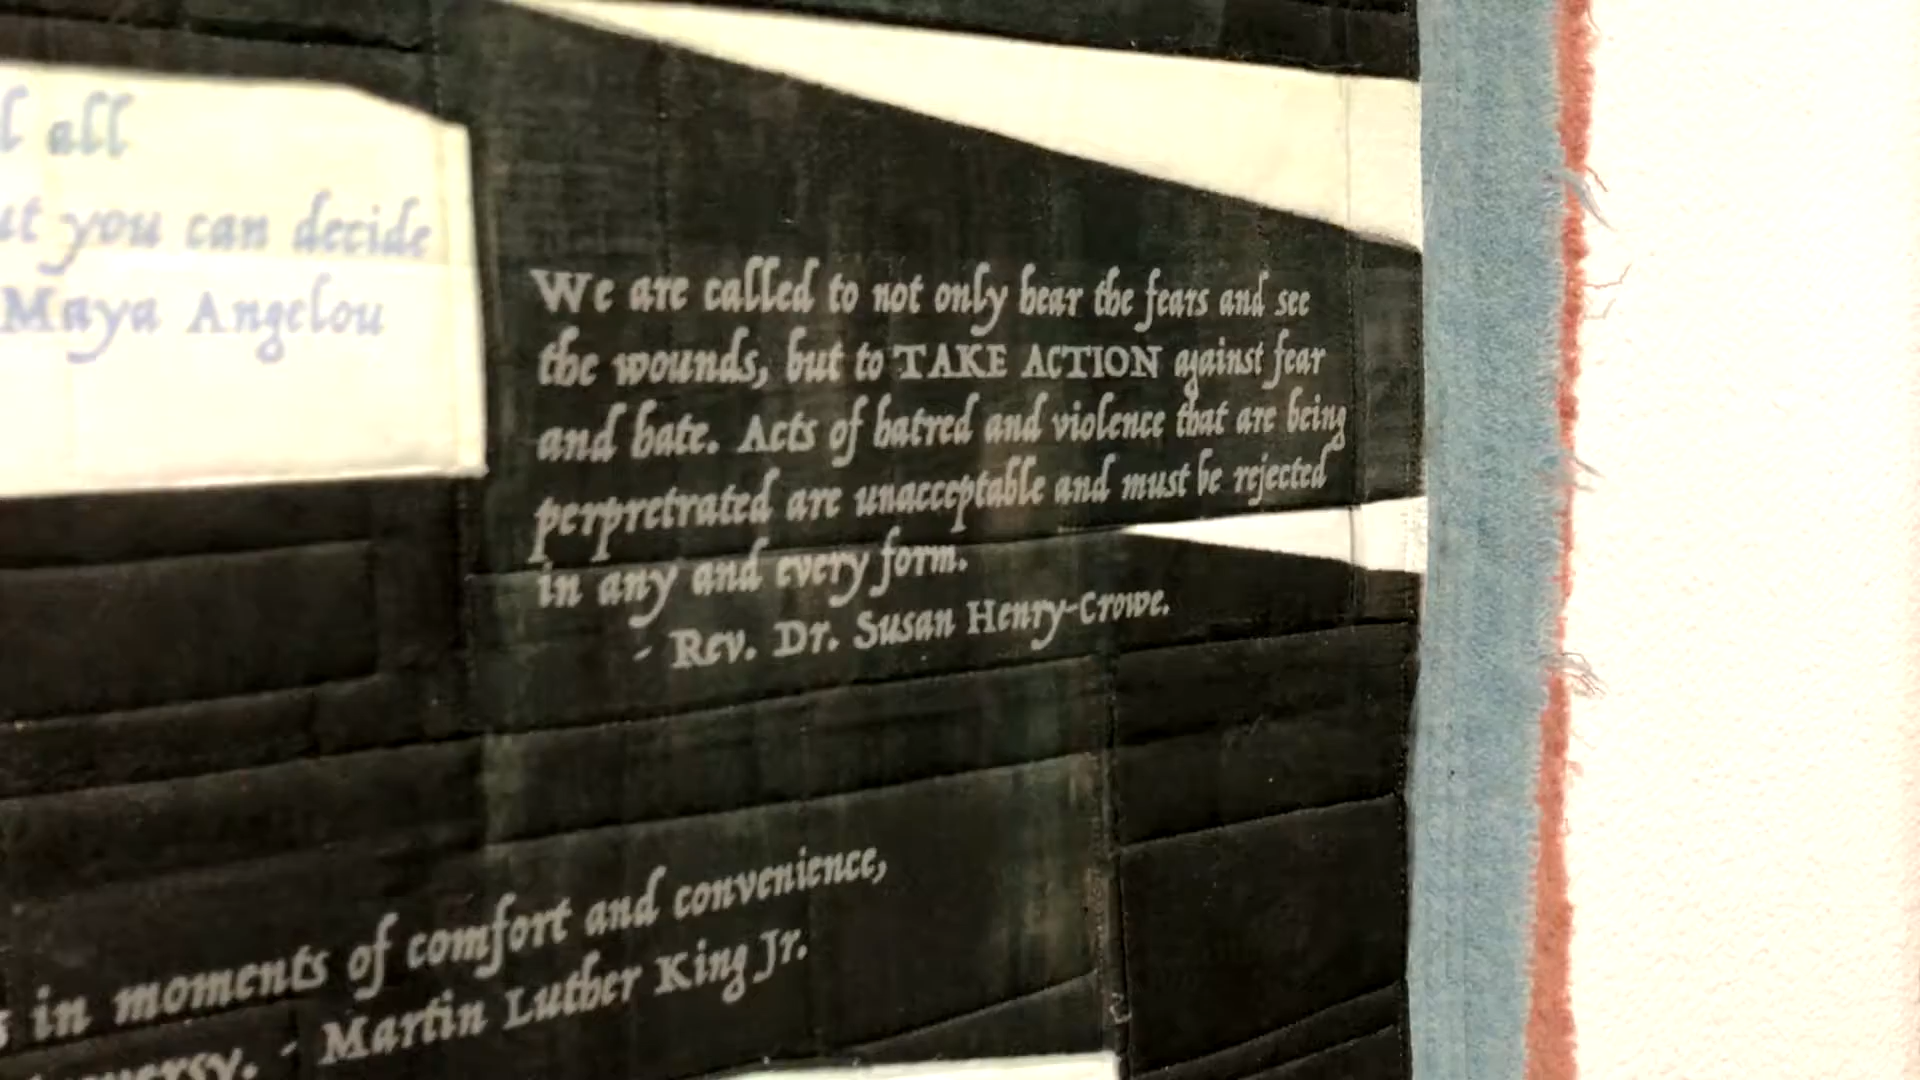 all
you can decide
Maya Angelou
We are called to not only hear the fears and see
the wounds, but to TAKE ACTION against fear
and hate. Acts of hatred and violence that are being
perpretrated are unacceptable and must be rejected
in any and every form.
- Rev. Dr. Susan Henry-Crowe.
in moments of comfort and convenience,
- Martin Luther King Jr.